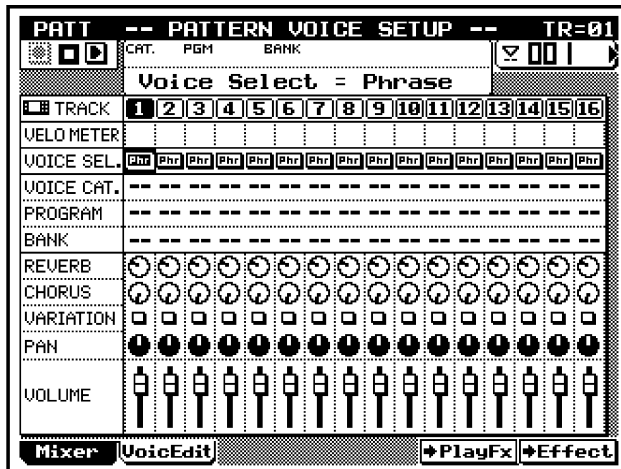 PATT -- PATTERN VOICE SETUP -- TR=01
CAT. PGM BANK
Voice Select = Phrase
TRACK 1 2 3 4 5 6 7 8 9 10 11 12 13 14 15 16
VELO METER
VOICE SEL. Phr Phr Phr Phr Phr Phr Phr Phr Phr Phr Phr Phr Phr Phr Phr Phr
VOICE CAT. -- -- -- -- -- -- -- -- -- -- -- -- -- -- -- --
PROGRAM -- -- -- -- -- -- -- -- -- -- -- -- -- -- -- --
BANK -- -- -- -- -- -- -- -- -- -- -- -- -- -- -- --
REVERB
CHORUS
VARIATION
PAN
VOLUME
Mixer VoicEdit →PlayFx →Effect